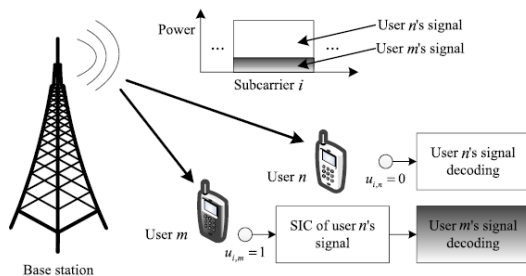 Power
User n's signal
... ...
User m's signal
Subcarrier i
User n
u_{i,n} = 0
User n's signal
decoding
User m
u_{i,m} = 1
SIC of user n's
signal
User m's signal
decoding
Base station